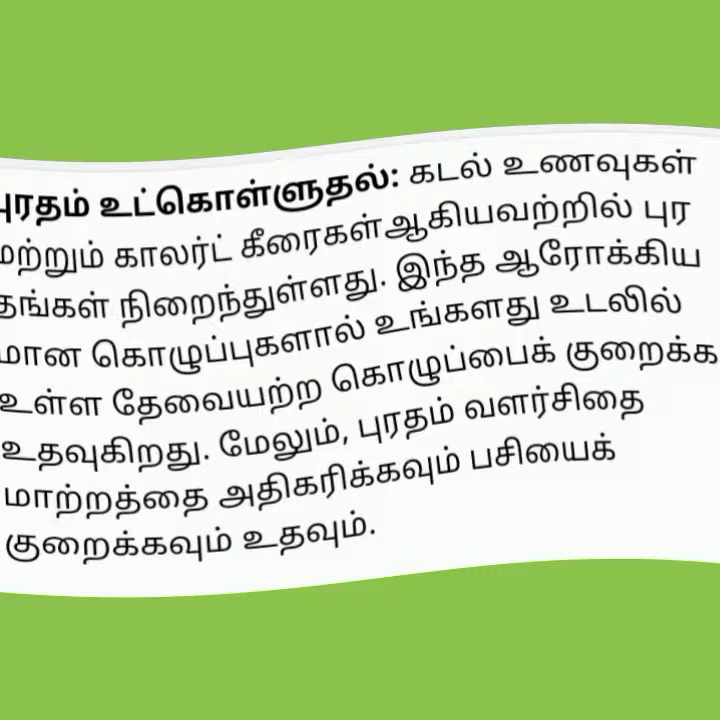 புரதம் உட்கொள்ளுதல்: கடல் உணவுகள்
மற்றும் காலர்ட் கீரைகள்ஆகியவற்றில் புர
தங்கள் நிறைந்துள்ளது. இந்த ஆரோக்கிய
மான கொழுப்புகளால் உங்களது உடலில்
உள்ள தேவையற்ற கொழுப்பைக் குறைக்க
உதவுகிறது. மேலும், புரதம் வளர்சிதை
மாற்றத்தை அதிகரிக்கவும் பசியைக்
குறைக்கவும் உதவும்.